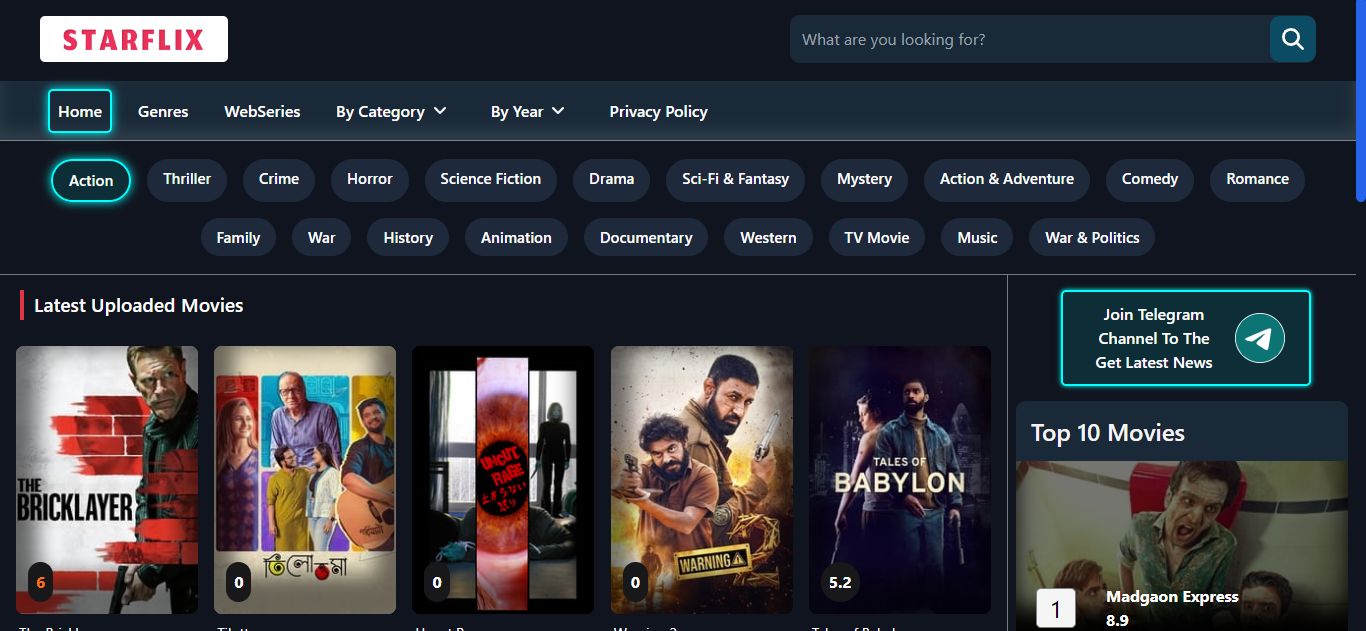 STARFLIX
What are you looking for?
Home Genres WebSeries By Category By Year Privacy Policy
Action Thriller Crime Horror Science Fiction Drama Sci-Fi & Fantasy Mystery Action & Adventure Comedy Romance
Family War History Animation Documentary Western TV Movie Music War & Politics
Latest Uploaded Movies
THE
BRICKLAYER
6
তিলোত্তমা
0
UNCUT
RAGE
0
WARNING
2
0
TALES OF
BABYLON
5.2
Join Telegram
Channel To The
Get Latest News
Top 10 Movies
1
Madgaon Express
8.9